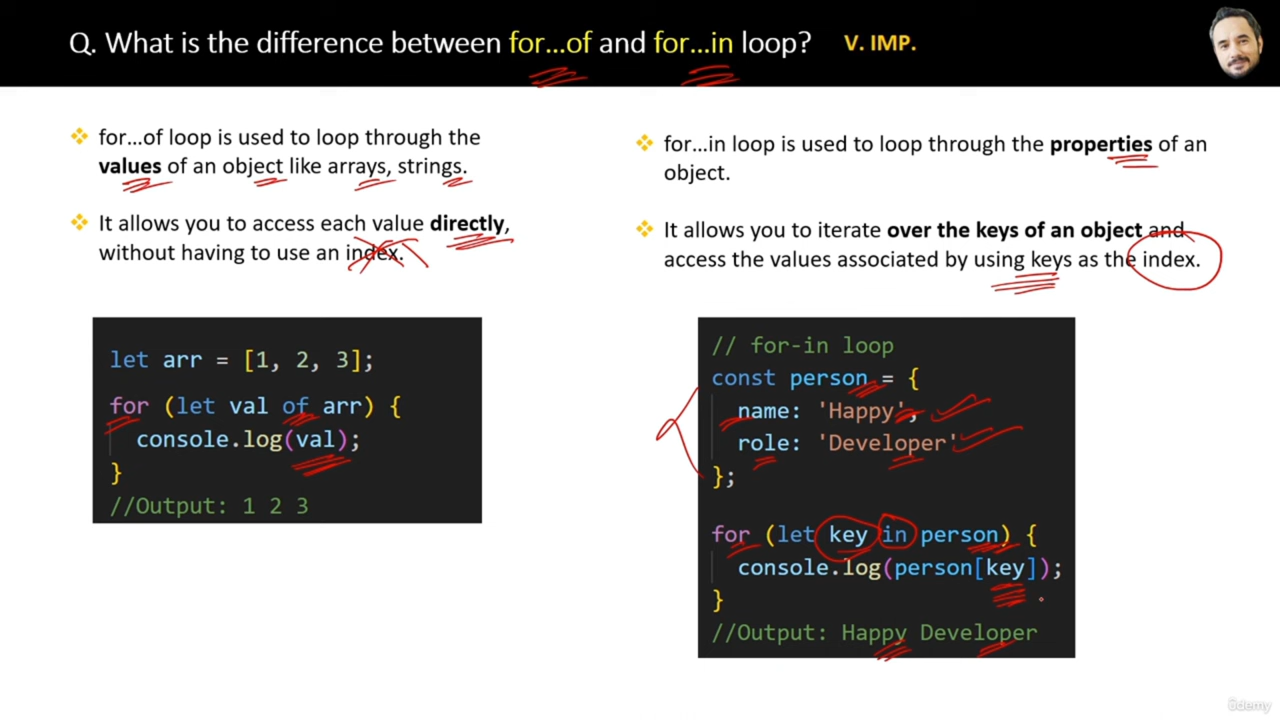 Q. What is the difference between for...of and for...in loop? V. IMP.
for...of loop is used to loop through the
values of an object like arrays, strings.
It allows you to access each value directly,
without having to use an index.
let arr = [1, 2, 3];
for (let val of arr) {
console.log(val);
}
//Output: 1 2 3
for...in loop is used to loop through the properties of an
object.
It allows you to iterate over the keys of an object and
access the values associated by using keys as the index.
// for-in loop
const person = {
name: 'Happy',
role: 'Developer'
};
for (let key in person) {
console.log(person[key]);
}
//Output: Happy Developer
ûdemy